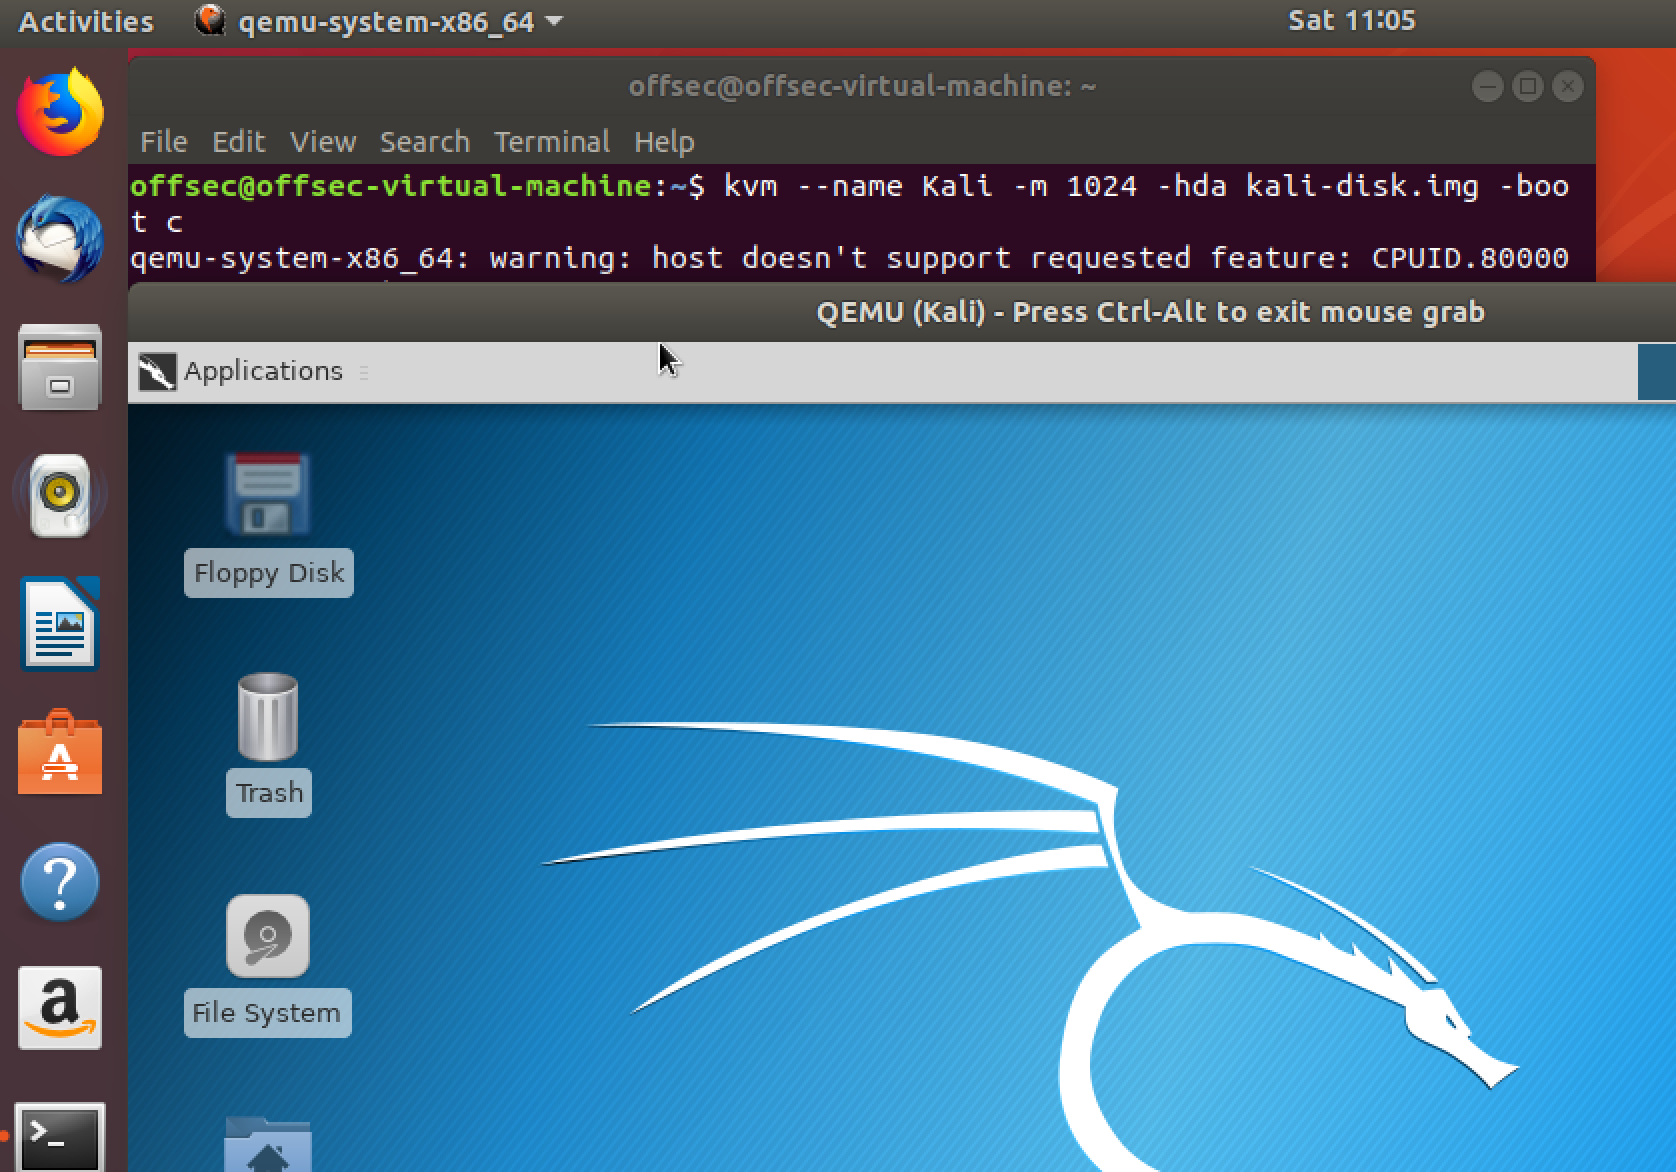 Activities qemu-system-x86_64 Sat 11:05
offsec@offsec-virtual-machine: ~
File Edit View Search Terminal Help
offsec@offsec-virtual-machine:~$ kvm --name Kali -m 1024 -hda kali-disk.img -boo
t c
qemu-system-x86_64: warning: host doesn't support requested feature: CPUID.80000
QEMU (Kali) - Press Ctrl-Alt to exit mouse grab
Applications
Floppy Disk
Trash
File System